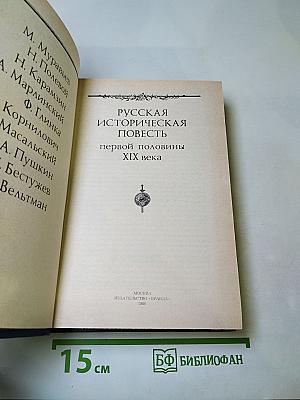 М. Муравьев
Н. Полевой
Н. Карамзин
А. Марлинский
Ф. Глинка
Корнилович
Масальский
А. Пушкин
Бестужев
Вельтман
РУССКАЯ
ИСТОРИЧЕСКАЯ
ПОВЕСТЬ
первой половины
XIX века
МОСКВА
ИЗДАТЕЛЬСТВО «ПРАВДА»
15 см
БФ БИБЛИОФАН